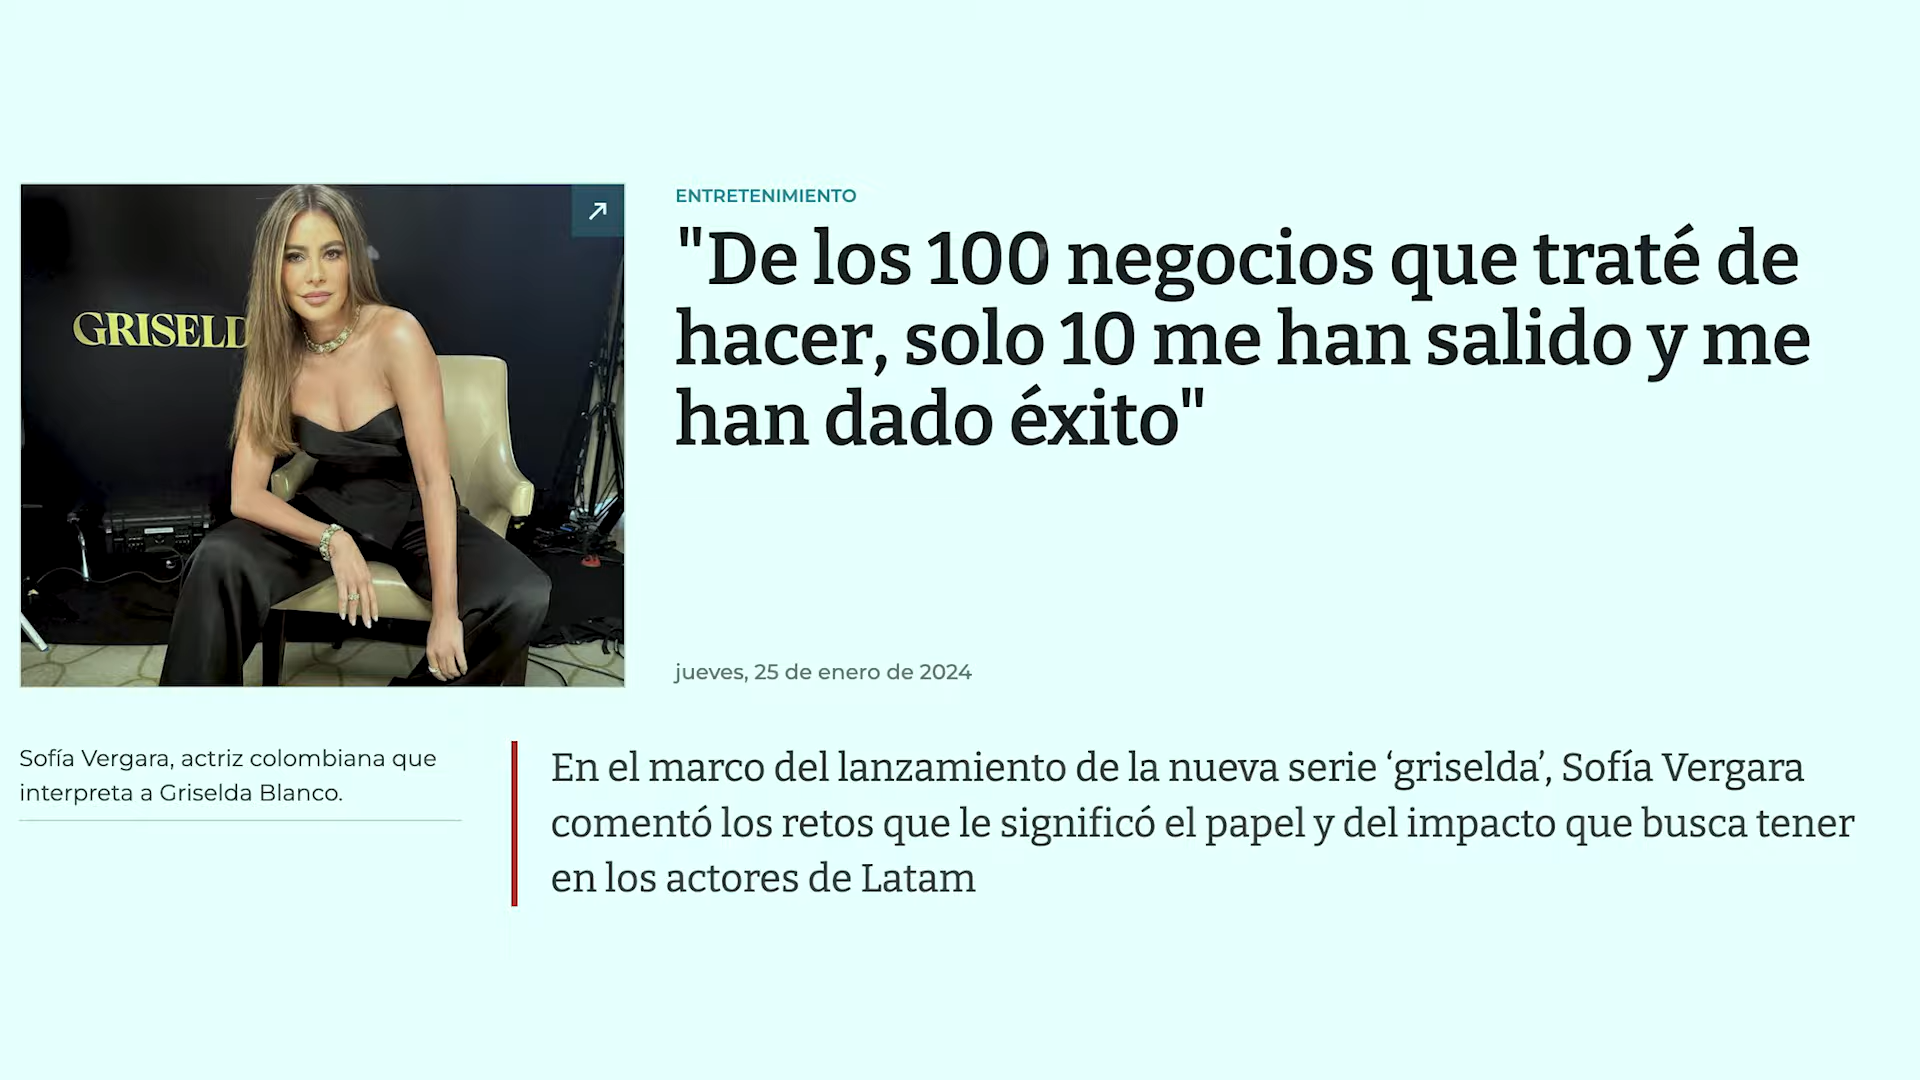 GRISELD
ENTRETENIMIENTO
"De los 100 negocios que traté de
hacer, solo 10 me han salido y me
han dado éxito"
jueves, 25 de enero de 2024
Sofía Vergara, actriz colombiana que
interpreta a Griselda Blanco.
En el marco del lanzamiento de la nueva serie ‘griselda’, Sofía Vergara
comentó los retos que le significó el papel y del impacto que busca tener
en los actores de Latam